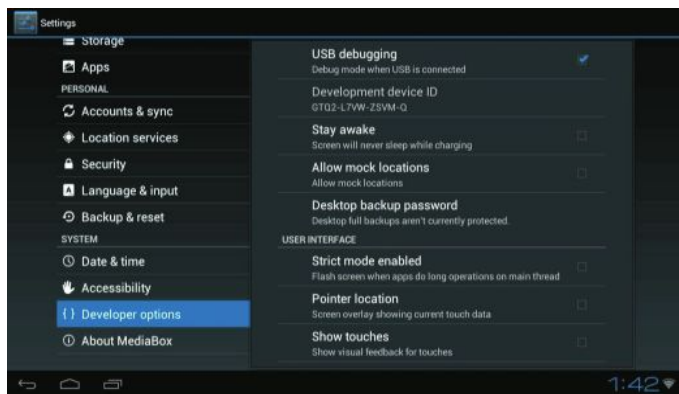 Settings
Storage
Apps
PERSONAL
Accounts & sync
Location services
Security
A Language & input
Backup & reset
SYSTEM
Date & time
Accessibility
{ } Developer options
About MediaBox
USB debugging
Debug mode when USB is connected
Development device ID
GTQ2-L7VW-ZSVM-Q
Stay awake
Screen will never sleep while charging
Allow mock locations
Allow mock locations
Desktop backup password
Desktop full backups aren't currently protected.
USER INTERFACE
Strict mode enabled
Flash screen when apps do long operations on main thread
Pointer location
Screen overlay showing current touch data
Show touches
Show visual feedback for touches
1:42